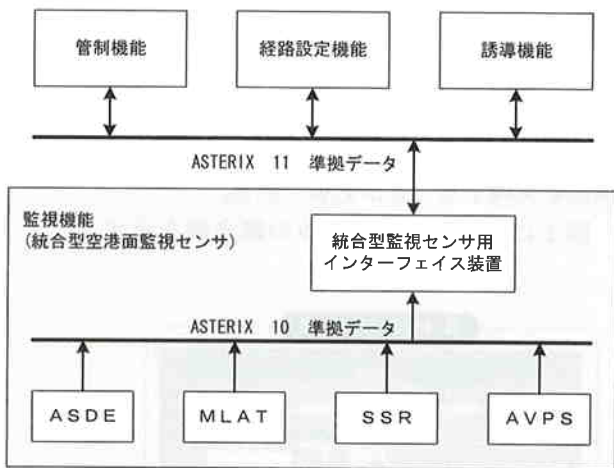 管制機能
経路設定機能
誘導機能
ASTERIX 11 準拠データ
監視機能
(統合型空港面監視センサ)
統合型監視センサ用
インターフェイス装置
ASTERIX 10 準拠データ
ASDE
MLAT
SSR
AVPS